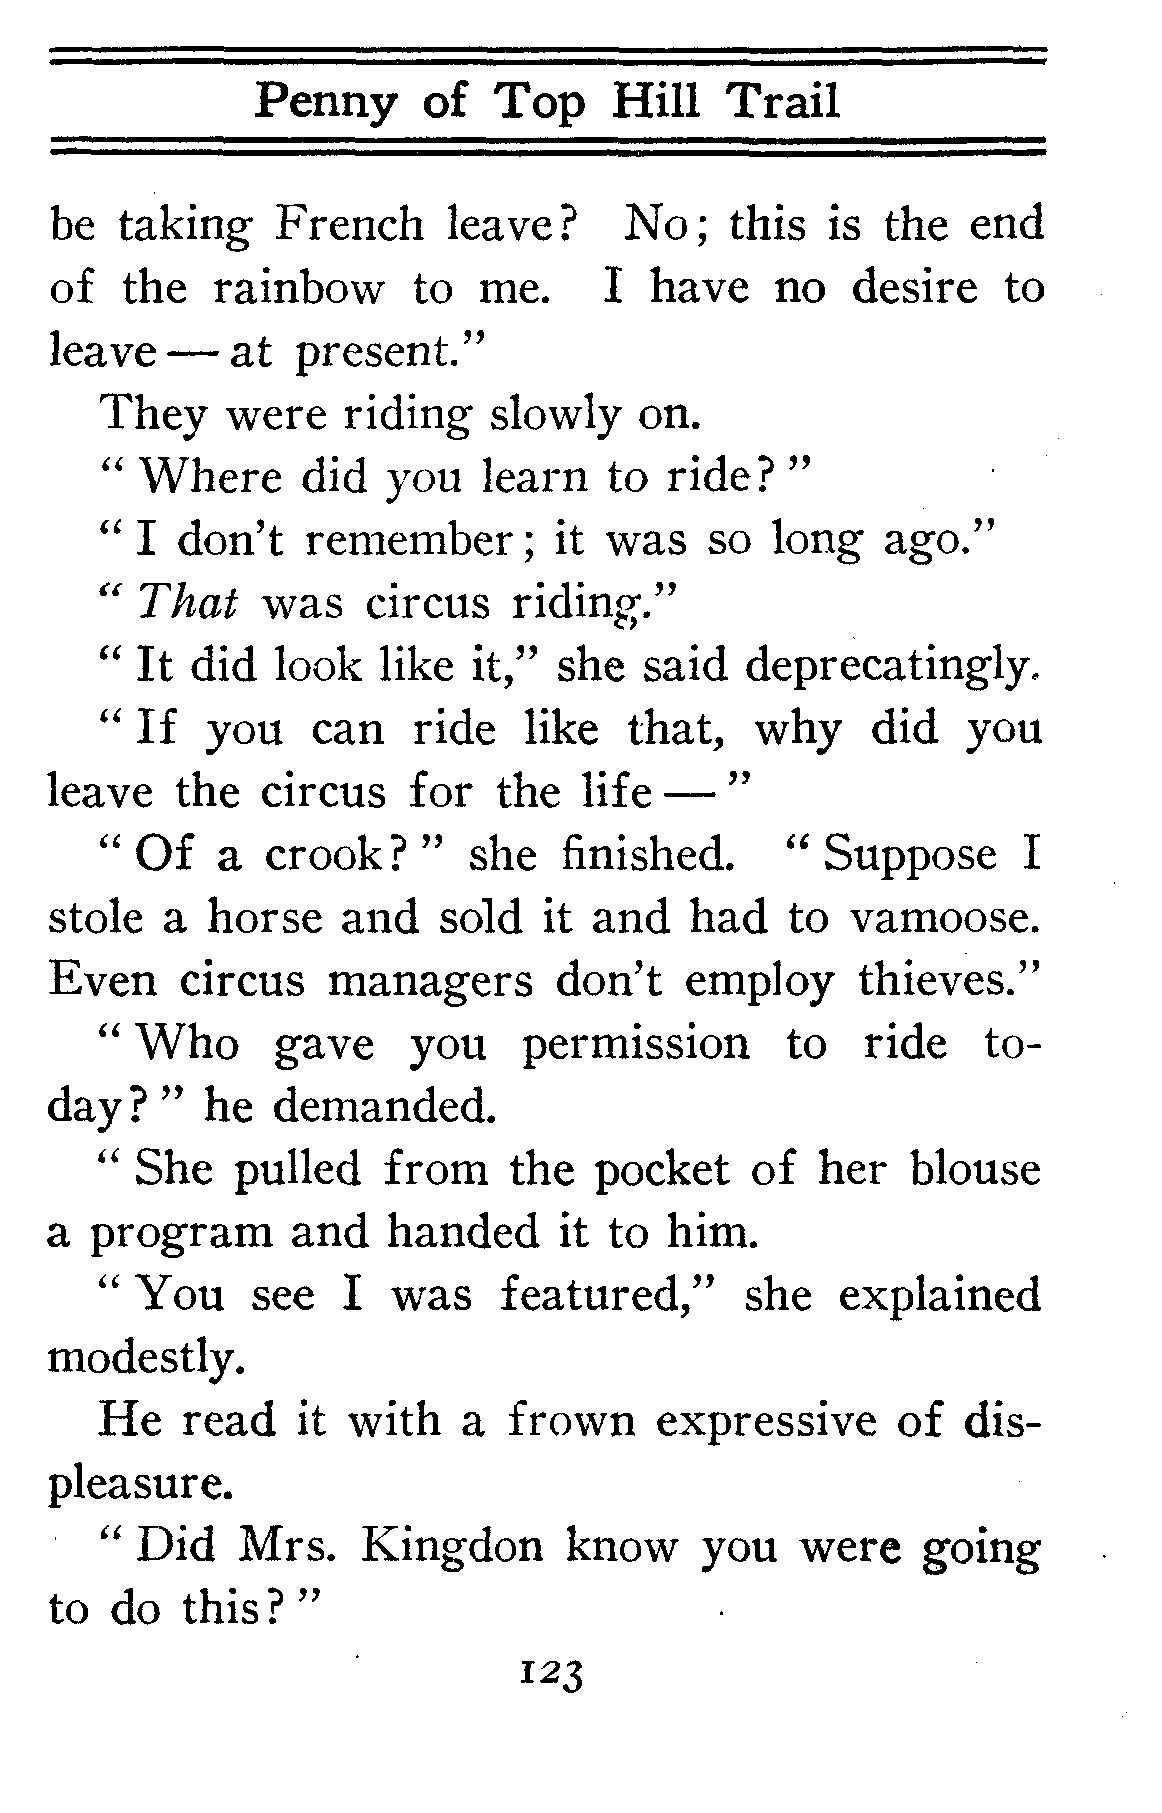 Penny of Top Hill Trail
be taking French leave? No; this is the end
of the rainbow to me. I have no desire to
leave — at present."
They were riding slowly on.
" Where did you learn to ride? "
" I don't remember; it was so long ago."
" That was circus riding."
" It did look like it," she said deprecatingly.
" If you can ride like that, why did you
leave the circus for the life — "
" Of a crook? " she finished. " Suppose I
stole a horse and sold it and had to vamoose.
Even circus managers don't employ thieves."
" Who gave you permission to ride to-
day? " he demanded.
" She pulled from the pocket of her blouse
a program and handed it to him.
" You see I was featured," she explained
modestly.
He read it with a frown expressive of dis-
pleasure.
" Did Mrs. Kingdon know you were going
to do this? "
123